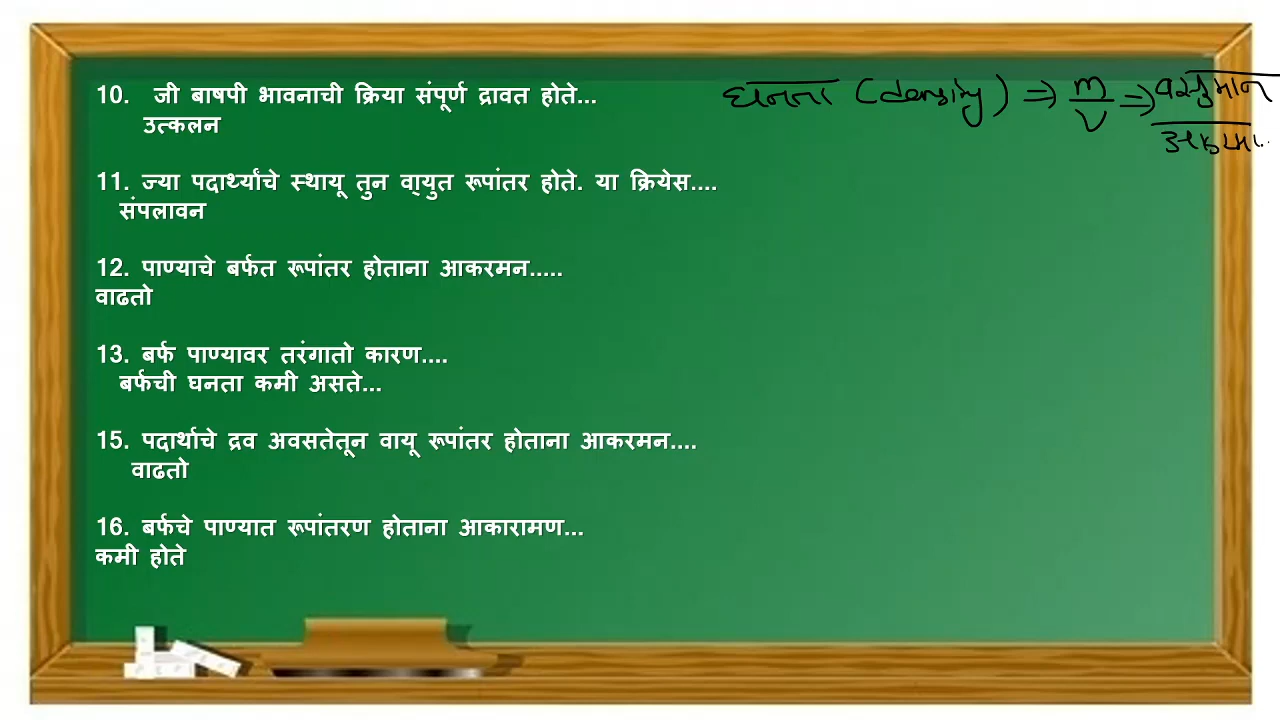 10. जी बाषपी भावनाची क्रिया संपूर्ण द्रावत होते...
उत्कलन
घनता (density) ⇒ m/V ⇒ वस्तुमान
11. ज्या पदार्थ्यांचे स्थायू तुन वा्युत रूपांतर होते. या क्रियेस....
संपलावन
12. पाण्याचे बर्फत रूपांतर होताना आकरमन.....
वाढतो
13. बर्फ पाण्यावर तरंगातो कारण....
बर्फची घनता कमी असते...
15. पदार्थाचे द्रव अवसतेतून वायू रूपांतर होताना आकरमन....
वाढतो
16. बर्फचे पाण्यात रूपांतरण होताना आकारामण...
कमी होते